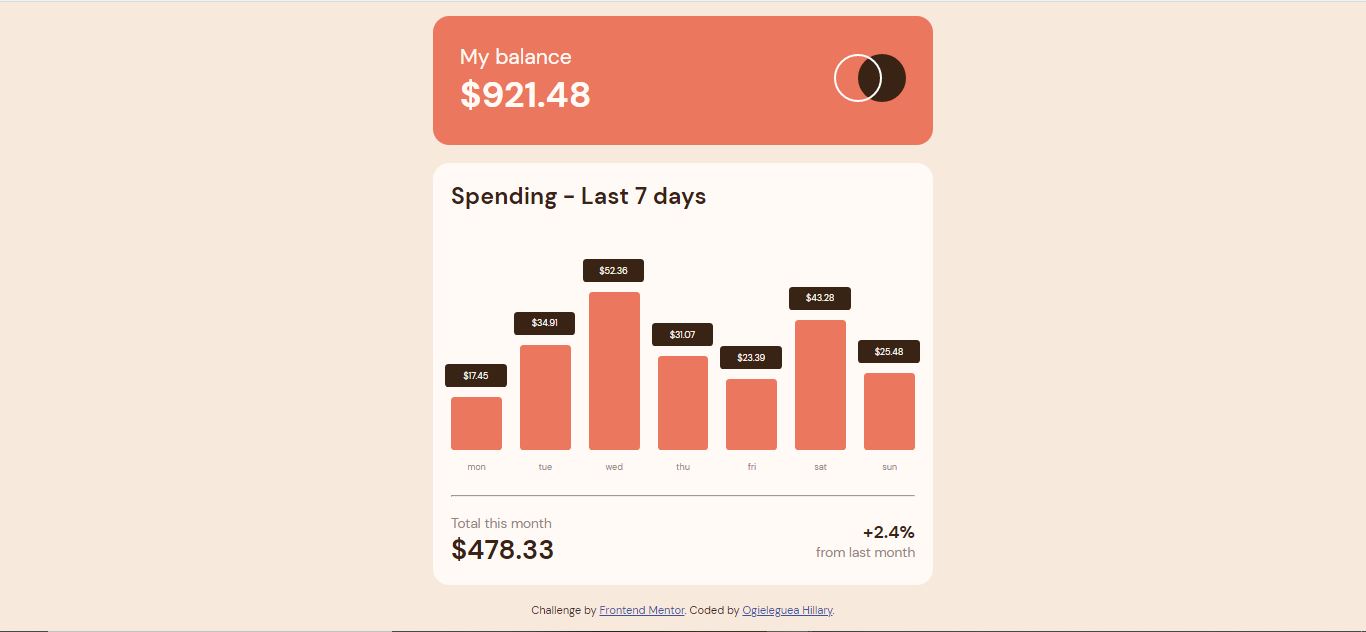 My balance
$921.48
Spending - Last 7 days
$17.45
$34.91
$52.36
$31.07
$23.39
$43.28
$25.48
mon tue wed thu fri sat sun
Total this month
$478.33
+2.4%
from last month
Challenge by Frontend Mentor. Coded by Ogieleguea Hillary.